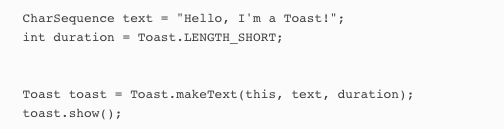 CharSequence text = "Hello, I'm a Toast!";
int duration = Toast.LENGTH_SHORT;
Toast toast = Toast.makeText(this, text, duration);
toast.show();